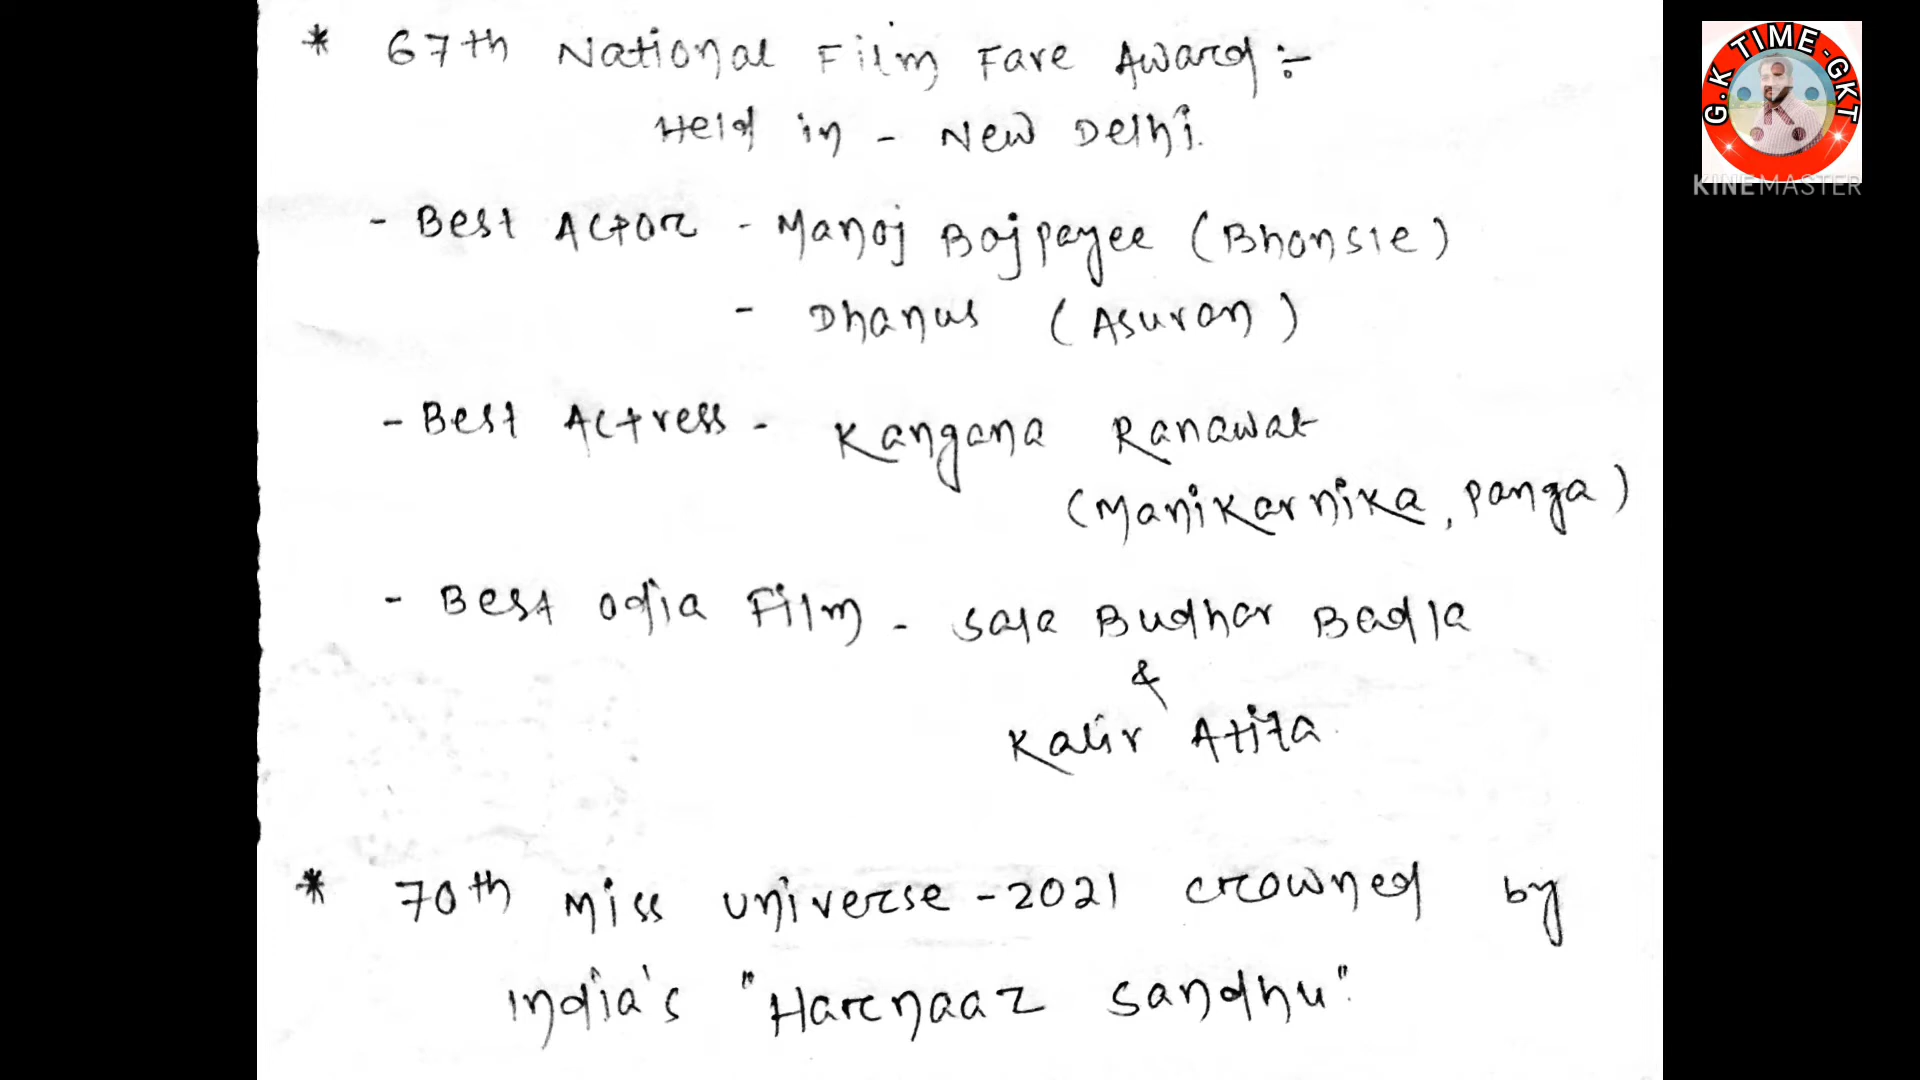 * 67th National Film Fare Award :-
Held in - New Delhi.
- Best Actor - Manoj Bajpayee (Bhonsle)
- Dhanus (Asuran)
- Best Actress - Kangana Ranawat
(Manikarnika, Panga)
- Best Odia Film - Sala Budhar Badla
&
Kalir Atita.
* 70th Miss Universe - 2021 crowned by
India's "Harnaaz Sandhu".
G.K TIME-GKT
KINEMASTER